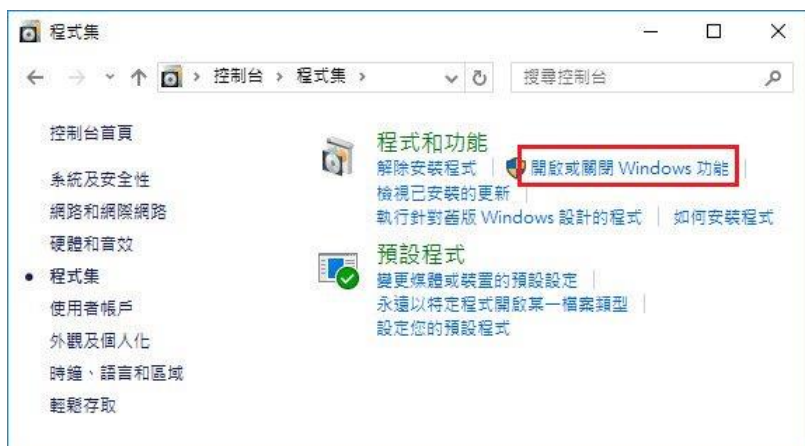 程式集
控制台 › 程式集 ›
搜尋控制台
控制台首頁
系統及安全性
網路和網際網路
硬體和音效
程式集
使用者帳戶
外觀及個人化
時鐘、語言和區域
輕鬆存取
程式和功能
解除安裝程式 | 開啟或關閉 Windows 功能
檢視已安裝的更新
執行針對舊版 Windows 設計的程式 | 如何安裝程式
預設程式
變更媒體或裝置的預設設定
永遠以特定程式開啟某一檔案類型
設定您的預設程式